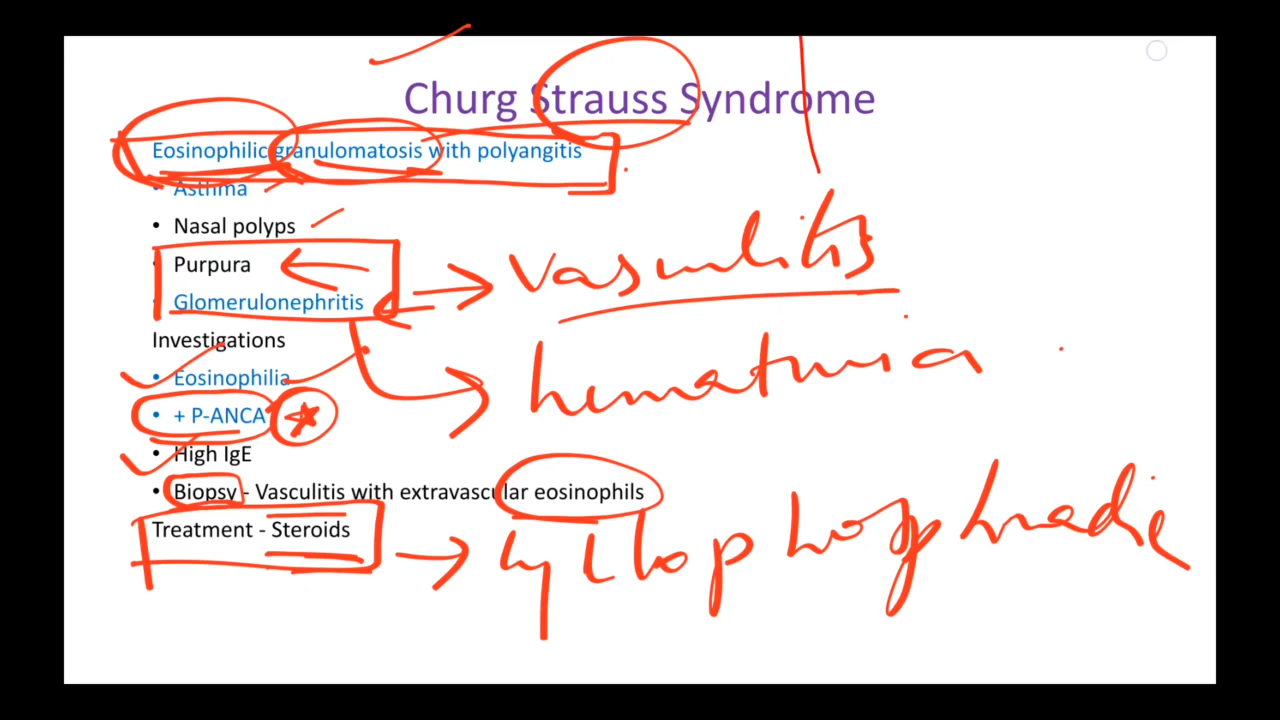 Churg Strauss Syndrome
Eosinophilic granulomatosis with polyangitis
• Asthma
• Nasal polyps
• Purpura
• Glomerulonephritis
vasculitis
Investigations
hematuria
• Eosinophilia
• + P-ANCA
• High IgE
• Biopsy - Vasculitis with extravascular eosinophils
Treatment - Steroids